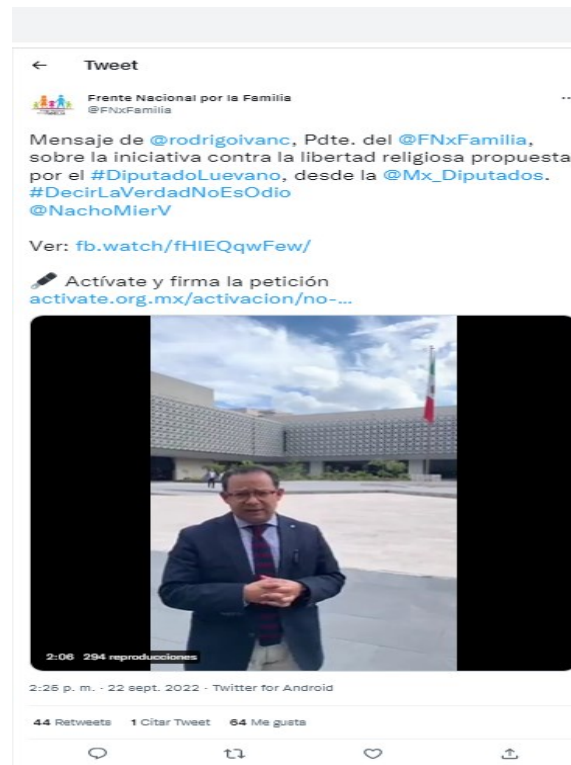 Tweet
Frente Nacional por la Familia
@FNxFamilia
Mensaje de @rodrigoivanc, Pdte. del @FNxFamilia,
sobre la iniciativa contra la libertad religiosa propuesta
por el #DiputadoLuevano, desde la @Mx_Diputados.
#DecirLaVerdadNoEsOdio
@NachoMierV
Ver: fb.watch/fHIEQqwFew/
Actívate y firma la petición
activate.org.mx/activacion/no-...
2:06 294 reproducciones
2:25 p. m. · 22 sept. 2022 · Twitter for Android
44 Retweets 1 Citar Tweet 64 Me gusta